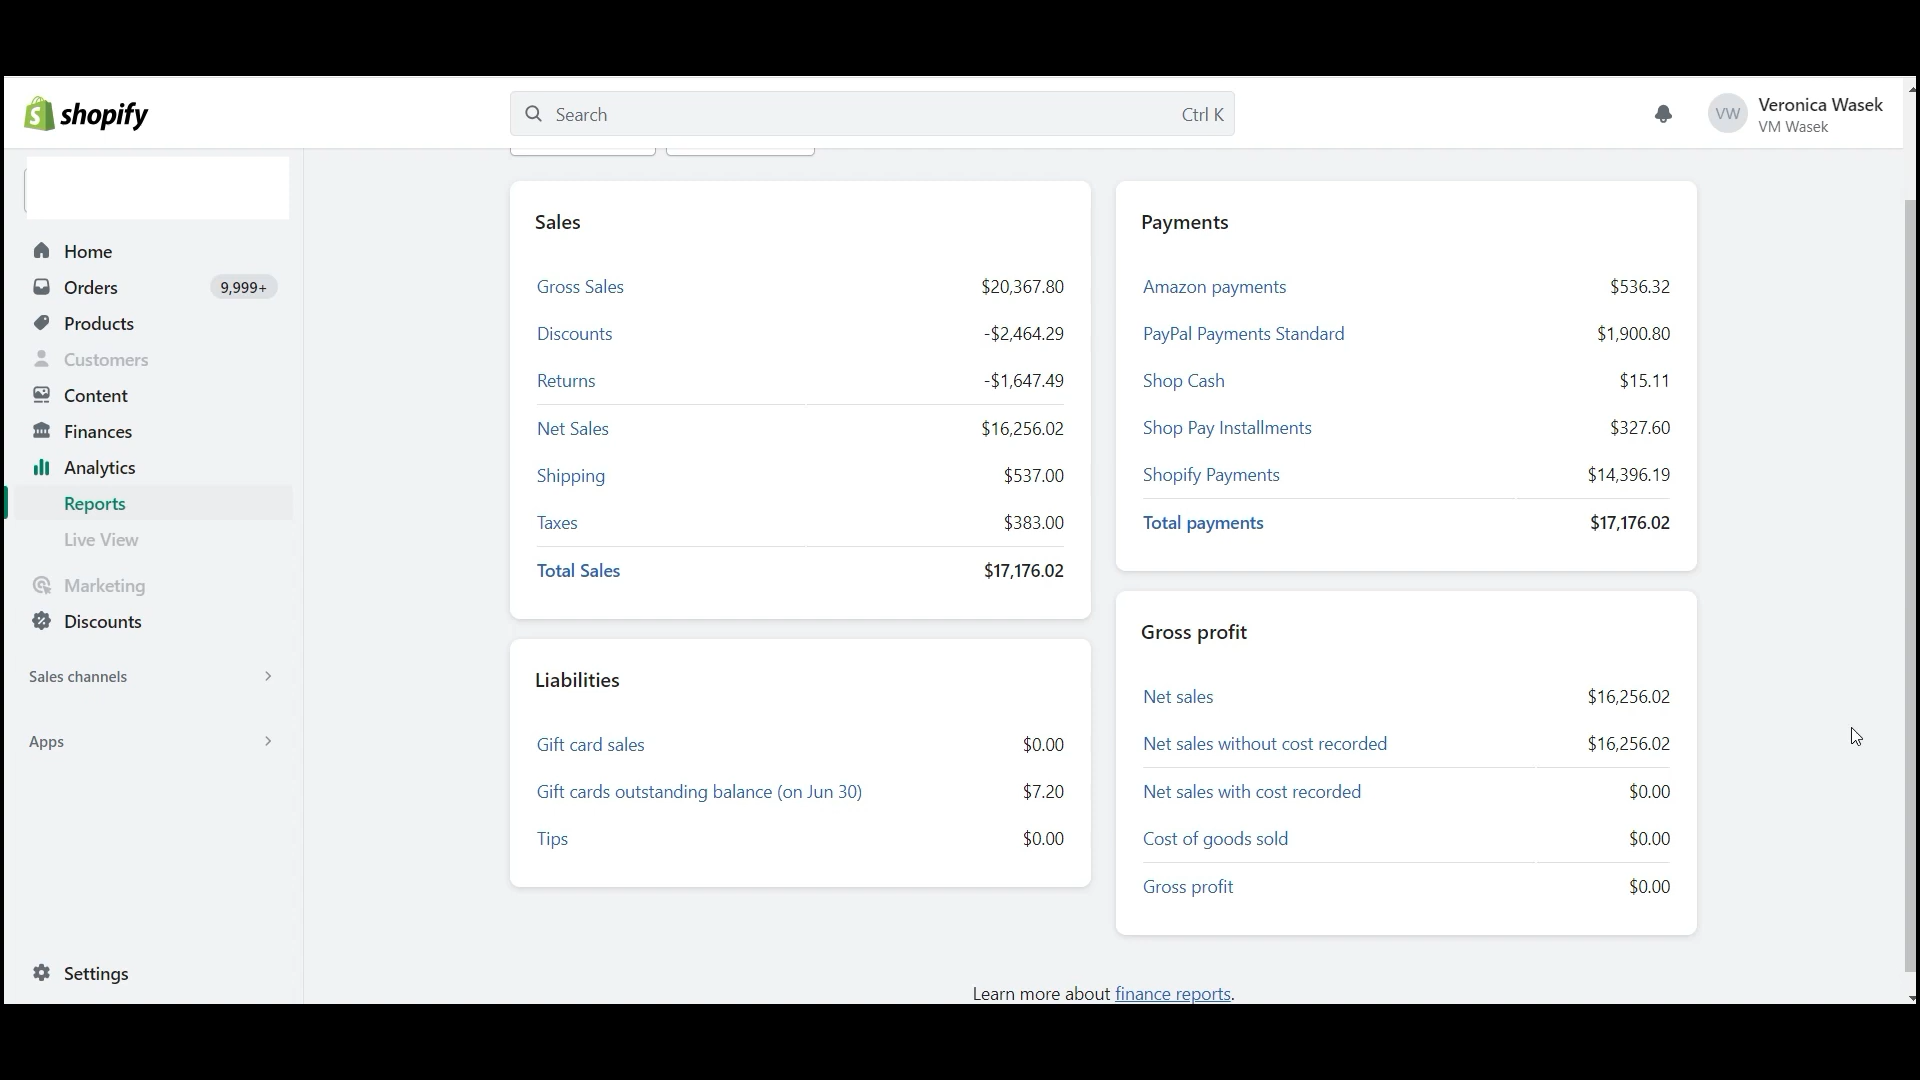 shopify
Search Ctrl K
VW
Veronica Wasek
VM Wasek
Home
Orders 9,999+
Products
Customers
Content
Finances
Analytics
Reports
Live View
Marketing
Discounts
Sales channels
Apps
Settings
Sales
Gross Sales $20,367.80
Discounts -$2,464.29
Returns -$1,647.49
Net Sales $16,256.02
Shipping $537.00
Taxes $383.00
Total Sales $17,176.02
Liabilities
Gift card sales $0.00
Gift cards outstanding balance (on Jun 30) $7.20
Tips $0.00
Payments
Amazon payments $536.32
PayPal Payments Standard $1,900.80
Shop Cash $15.11
Shop Pay Installments $327.60
Shopify Payments $14,396.19
Total payments $17,176.02
Gross profit
Net sales $16,256.02
Net sales without cost recorded $16,256.02
Net sales with cost recorded $0.00
Cost of goods sold $0.00
Gross profit $0.00
Learn more about finance reports.